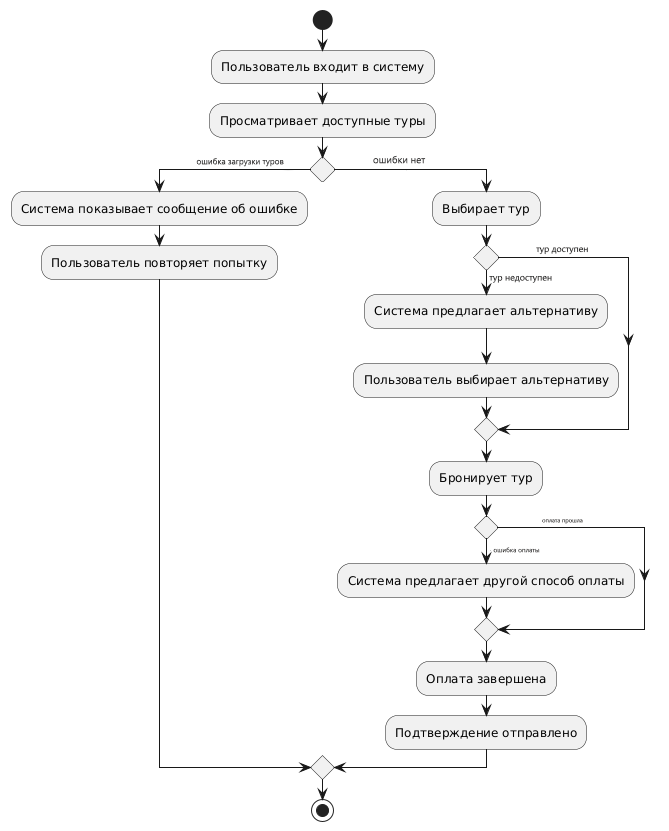 Пользователь входит в систему
Просматривает доступные туры
ошибка загрузки туров
ошибки нет
Система показывает сообщение об ошибке
Выбирает тур
Пользователь повторяет попытку
тур доступен
тур недоступен
Система предлагает альтернативу
Пользователь выбирает альтернативу
Бронирует тур
оплата прошла
ошибка оплаты
Система предлагает другой способ оплаты
Оплата завершена
Подтверждение отправлено